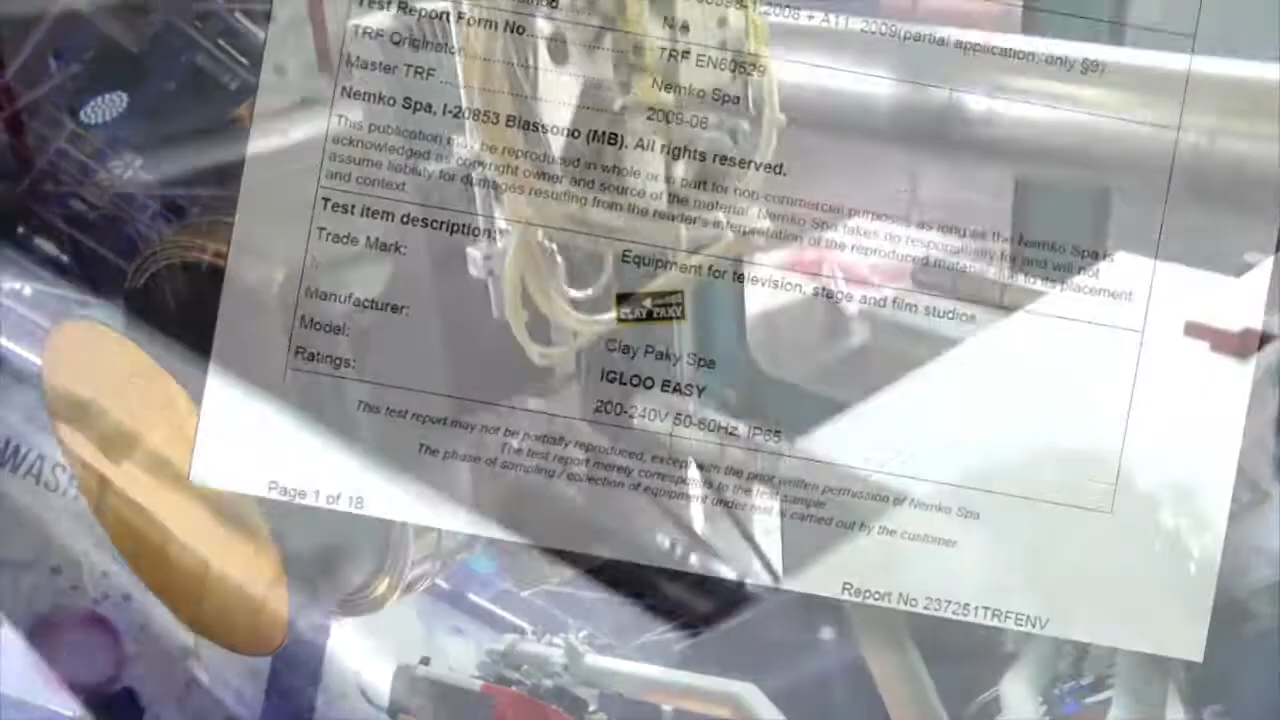 1:2006 + A11:2009(partial application:only §9)
N/A
Test Report Form No.......................... TRF EN60529
TRF Originator.......................... Nemko Spa
Master TRF.......................... 2009-06
Nemko Spa, I-20853 Biassono (MB). All rights reserved.
This publication may be reproduced in whole or in part for non-commercial purposes as long as the Nemko Spa is
acknowledged as copyright owner and source of the material. Nemko Spa takes no responsibility for and will not
assume liability for damages resulting from the reader's interpretation of the reproduced material to its placement
and context.
Test item description: Equipment for television, stage and film studios
Trade Mark: CLAY PAKY
Manufacturer: Clay Paky Spa
Model: IGLOO EASY
Ratings: 200-240V 50-60Hz, IP65
This test report may not be partially reproduced, except with the prior written permission of Nemko Spa
The test report merely corresponds to the test sample
The phase of sampling / collection of equipment under test is carried out by the customer.
Page 1 of 18
Report No 237251TRFENV
WASH